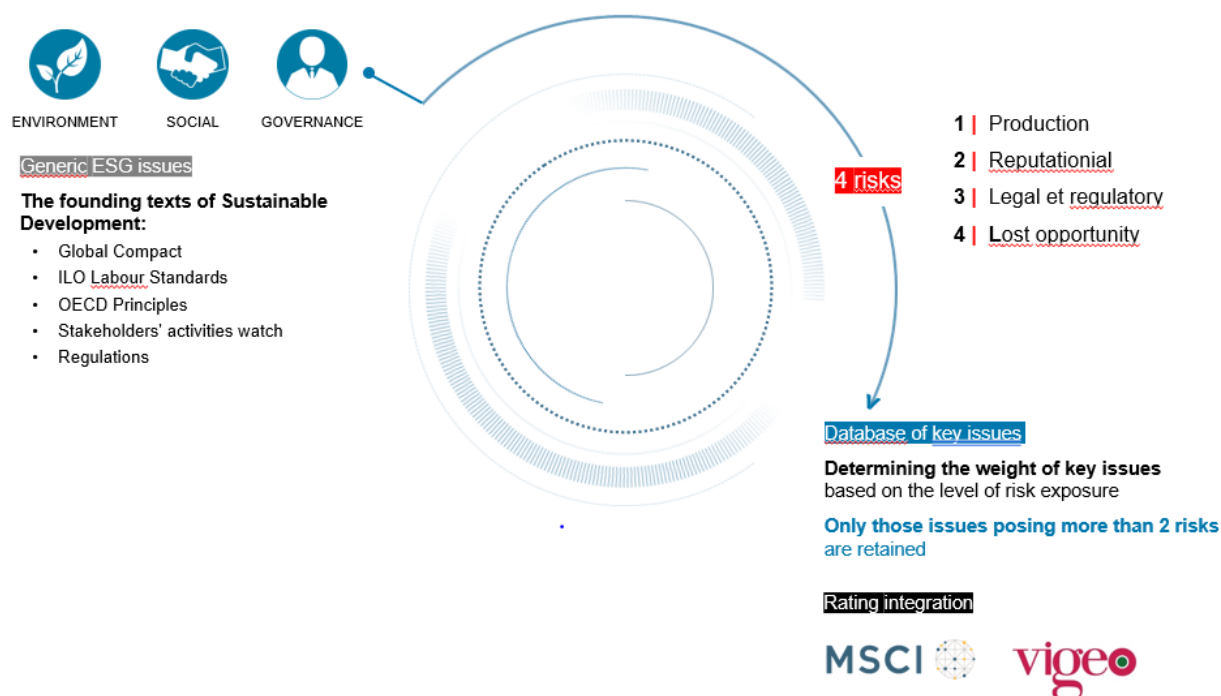 ENVIRONMENT
SOCIAL
GOVERNANCE
Generic ESG issues
The founding texts of Sustainable
Development:
• Global Compact
• ILO Labour Standards
• OECD Principles
• Stakeholders' activities watch
• Regulations
4 risks
1 | Production
2 | Reputationial
3 | Legal et regulatory
4 | Lost opportunity
Database of key issues
Determining the weight of key issues
based on the level of risk exposure
Only those issues posing more than 2 risks
are retained
Rating integration
MSCI
vigeo